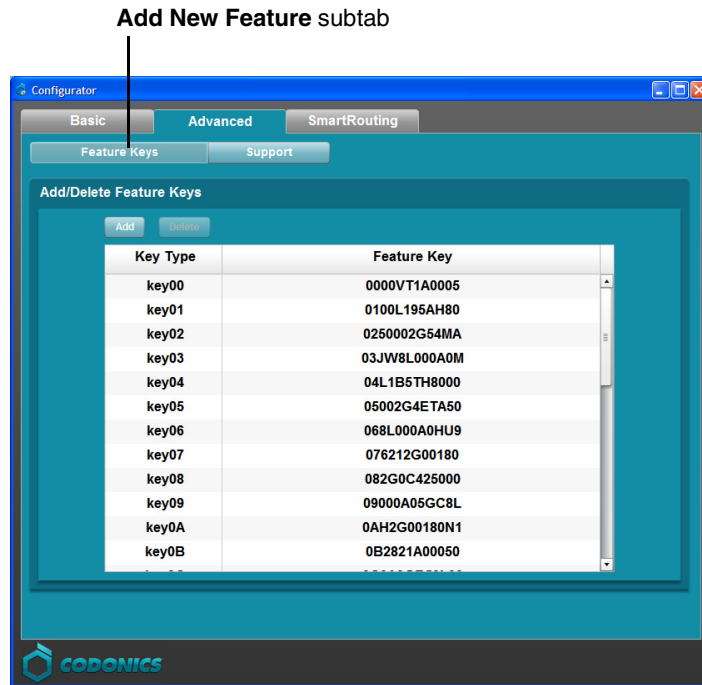 Add New Feature subtab
Configurator
Basic Advanced SmartRouting
Feature Keys Support
Add/Delete Feature Keys
Add Delete
Key Type Feature Key
key00 0000VT1A0005
key01 0100L195AH80
key02 0250002G54MA
key03 03JW8L000A0M
key04 04L1B5TH8000
key05 05002G4ETA50
key06 068L000A0HU9
key07 076212G00180
key08 082G0C425000
key09 09000A05GC8L
key0A 0AH2G00180N1
key0B 0B2821A00050
CODONICS